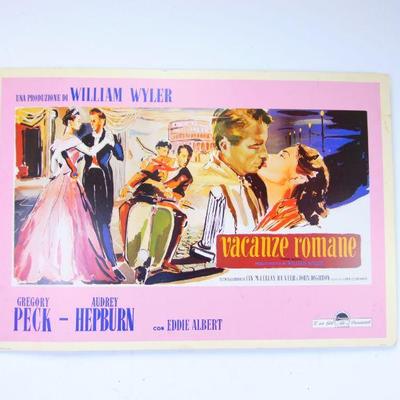 UNA PRODUZIONE DI WILLIAM WYLER
vacanze romane
GREGORY PECK - AUDREY HEPBURN
CON EDDIE ALBERT